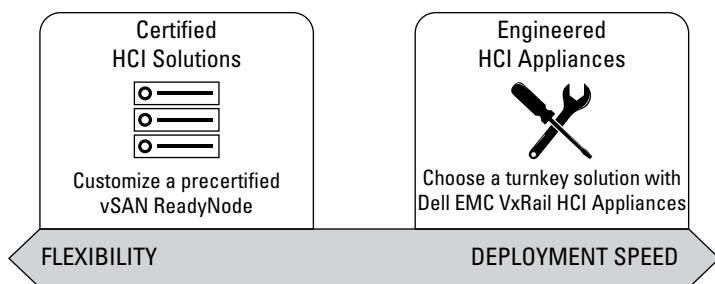 Certified
HCI Solutions
Customize a precertified
vSAN ReadyNode
Engineered
HCI Appliances
Choose a turnkey solution with
Dell EMC VxRail HCI Appliances
FLEXIBILITY
DEPLOYMENT SPEED